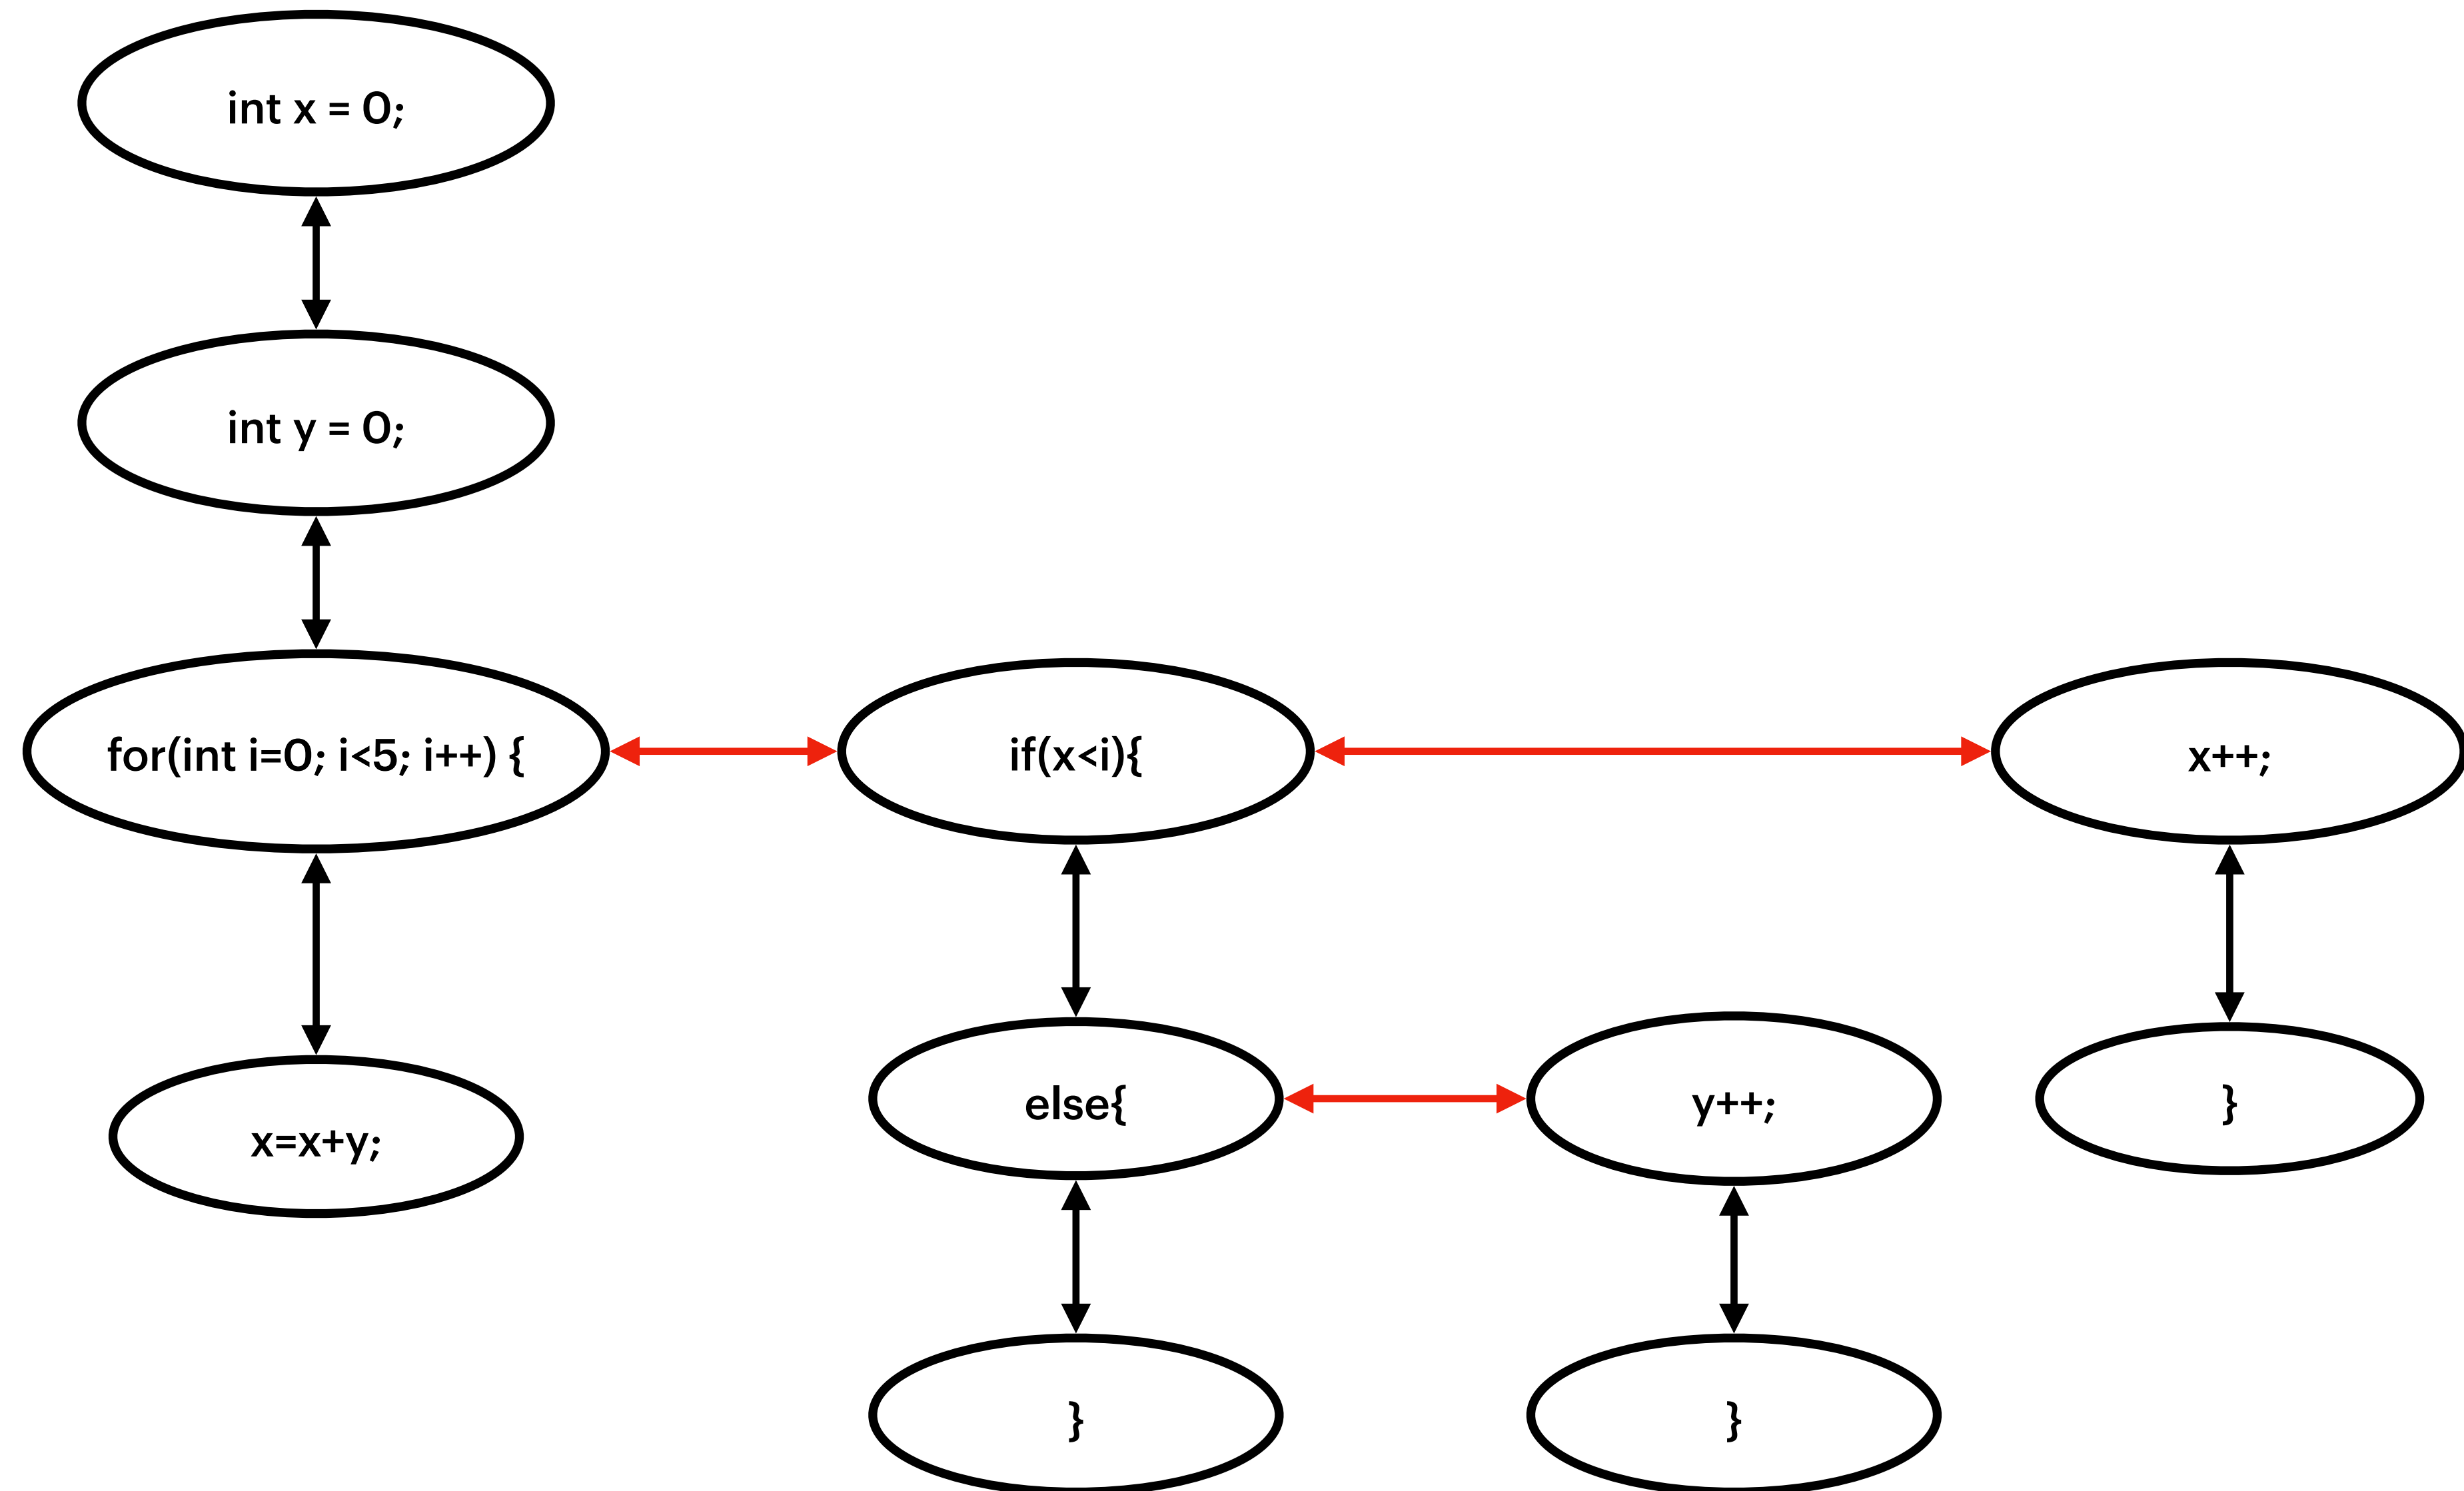 int x = 0;
int y = 0;
for(int i=0; i<5; i++) {
if(x<i){
x++;
}
else{
y++;
}
}
x=x+y;